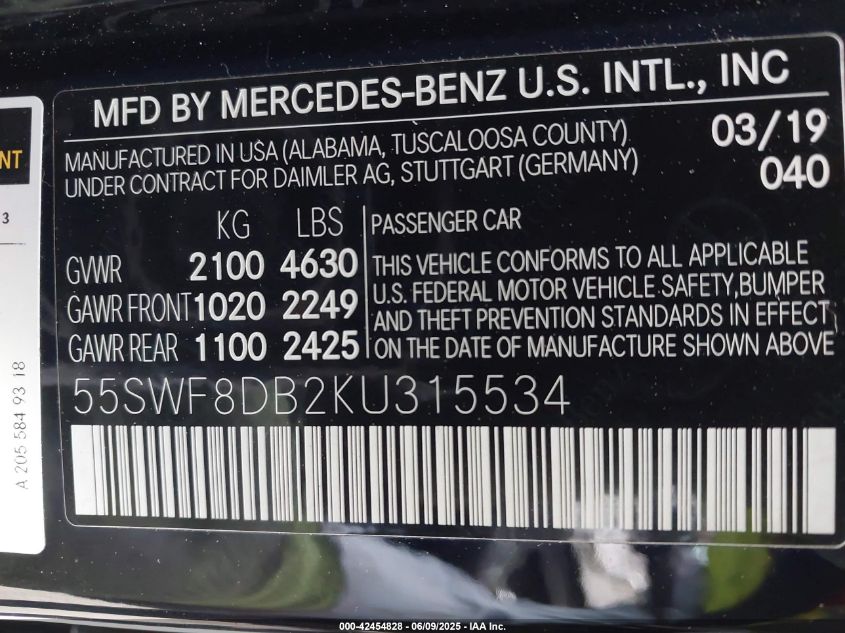 MFD BY MERCEDES-BENZ U.S. INTL., INC
MANUFACTURED IN USA (ALABAMA, TUSCALOOSA COUNTY)
UNDER CONTRACT FOR DAIMLER AG, STUTTGART (GERMANY)
03/19
040
KG LBS
GVWR 2100 4630
GAWR FRONT 1020 2249
GAWR REAR 1100 2425
PASSENGER CAR
THIS VEHICLE CONFORMS TO ALL APPLICABLE
U.S. FEDERAL MOTOR VEHICLE SAFETY, BUMPER
AND THEFT PREVENTION STANDARDS IN EFFECT
ON THE DATE OF MANUFACTURE SHOWN ABOVE
55SWF8DB2KU315534
NT
3
A 205 584 93 18
000-42454828 - 06/09/2025 - IAA Inc.